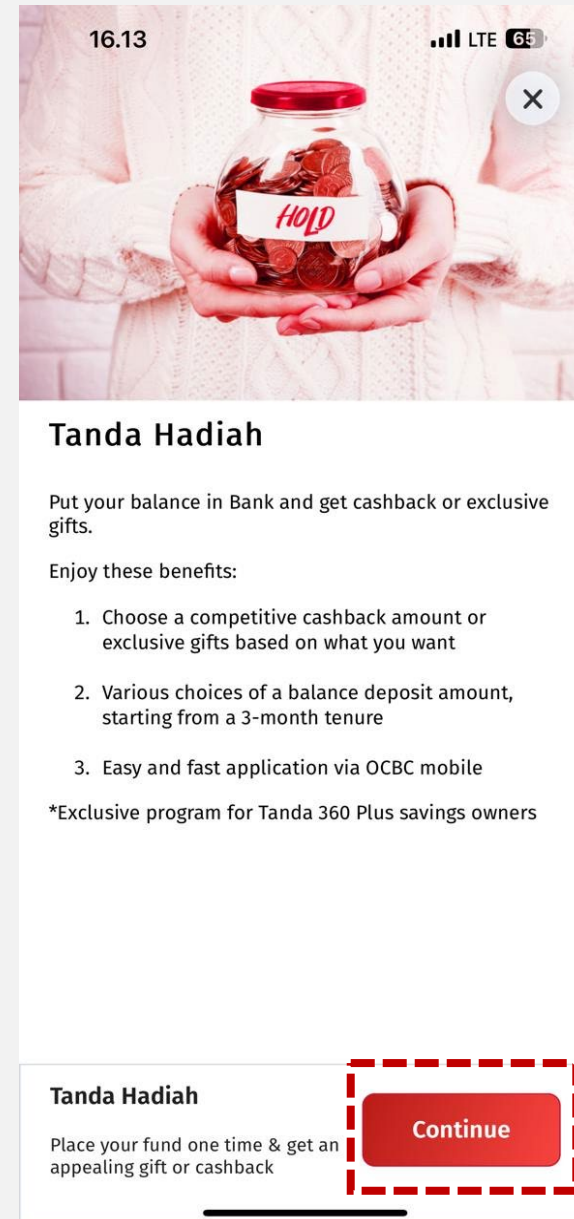 16.13
LTE 65
HOLD
Tanda Hadiah
Put your balance in Bank and get cashback or exclusive
gifts.
Enjoy these benefits:
1. Choose a competitive cashback amount or
exclusive gifts based on what you want
2. Various choices of a balance deposit amount,
starting from a 3-month tenure
3. Easy and fast application via OCBC mobile
*Exclusive program for Tanda 360 Plus savings owners
Tanda Hadiah
Place your fund one time & get an
appealing gift or cashback
Continue